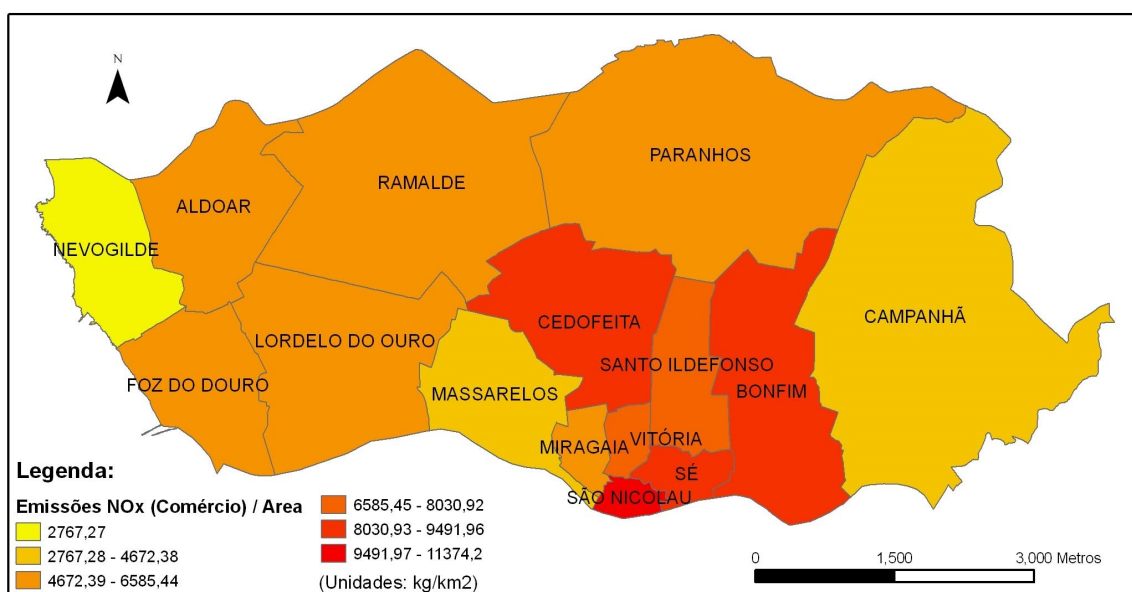 N
PARANHOS
RAMALDE
ALDOAR
NEVOGILDE
CAMPANHÃ
CEDOFEITA
LORDELO DO OURO
SANTO ILDEFONSO
FOZ DO DOURO
MASSARELOS
BONFIM
VITÓRIA
MIRAGAIA
SÉ
SÃO NICOLAU
Legenda:
Emissões NOx (Comércio) / Area
2767,27
2767,28 - 4672,38
4672,39 - 6585,44
6585,45 - 8030,92
8030,93 - 9491,96
9491,97 - 11374,2
(Unidades: kg/km2)
0 1,500 3,000 Metros